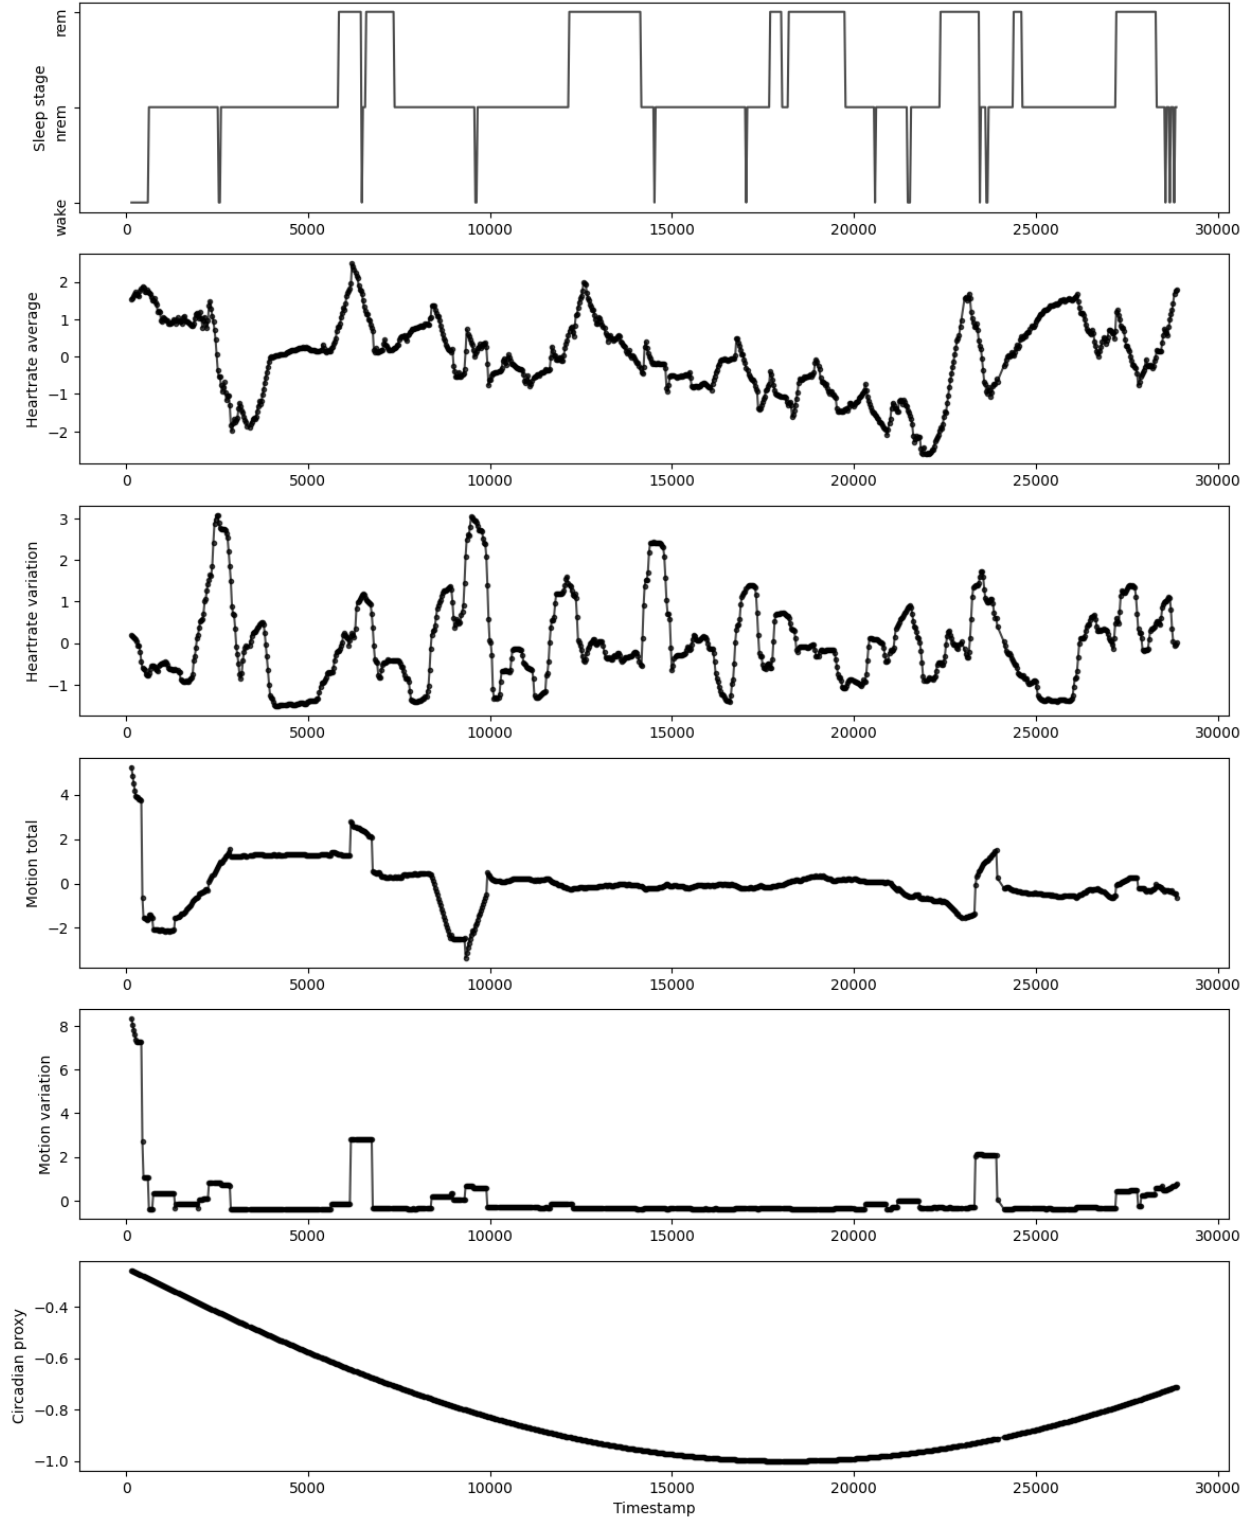 rem
nrem
wake
Sleep stage
0 5000 10000 15000 20000 25000 30000
2
1
0
−1
−2
Heartrate average
0 5000 10000 15000 20000 25000 30000
3
2
1
0
−1
Heartrate variation
0 5000 10000 15000 20000 25000 30000
4
2
0
−2
Motion total
0 5000 10000 15000 20000 25000 30000
8
6
4
2
0
Motion variation
0 5000 10000 15000 20000 25000 30000
−0.4
−0.6
−0.8
−1.0
Circadian proxy
0 5000 10000 15000 20000 25000 30000
Timestamp